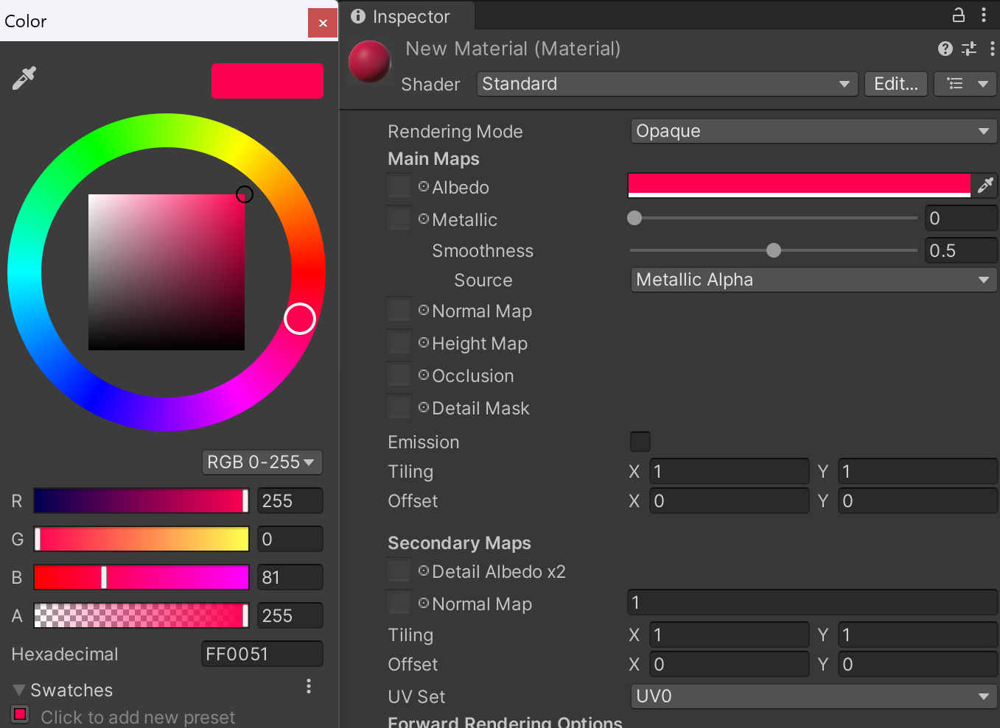 Color
RGB 0-255
R 255
G 0
B 81
A 255
Hexadecimal FF0051
Swatches
Click to add new preset
Inspector
New Material (Material)
Shader Standard Edit...
Rendering Mode Opaque
Main Maps
Albedo
Metallic 0
Smoothness 0.5
Source Metallic Alpha
Normal Map
Height Map
Occlusion
Detail Mask
Emission
Tiling X 1 Y 1
Offset X 0 Y 0
Secondary Maps
Detail Albedo x2
Normal Map 1
Tiling X 1 Y 1
Offset X 0 Y 0
UV Set UV0
Forward Rendering Options